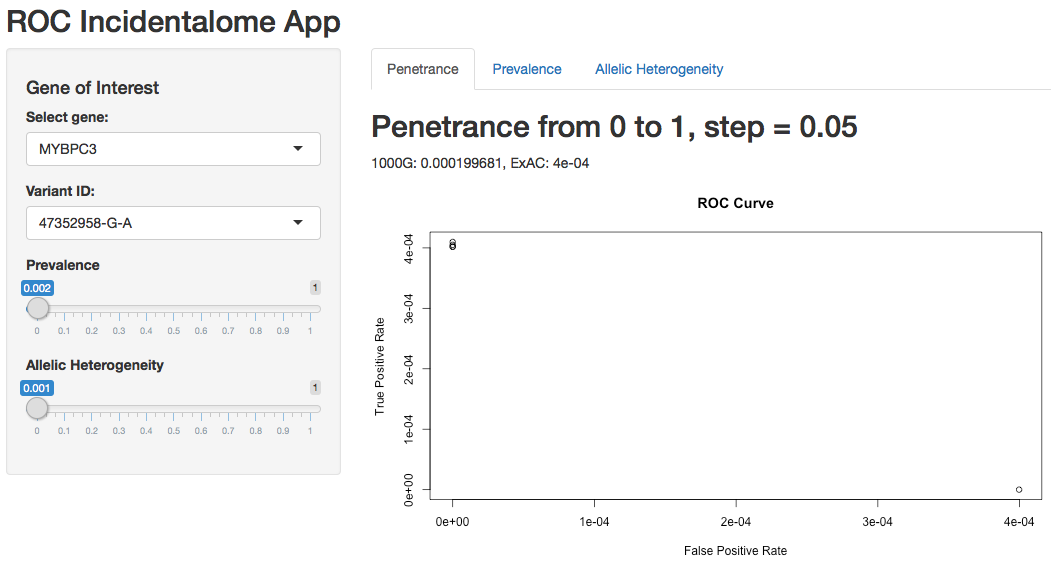 ROC Incidentalome App
Gene of Interest
Select gene:
MYBPC3
Variant ID:
47352958-G-A
Prevalence
0.002 1
0 0.1 0.2 0.3 0.4 0.5 0.6 0.7 0.8 0.9 1
Allelic Heterogeneity
0.001 1
0 0.1 0.2 0.3 0.4 0.5 0.6 0.7 0.8 0.9 1
Penetrance Prevalence Allelic Heterogeneity
Penetrance from 0 to 1, step = 0.05
1000G: 0.000199681, ExAC: 4e-04
ROC Curve
True Positive Rate
4e-04
3e-04
2e-04
1e-04
0e+00
0e+00 1e-04 2e-04 3e-04 4e-04
False Positive Rate